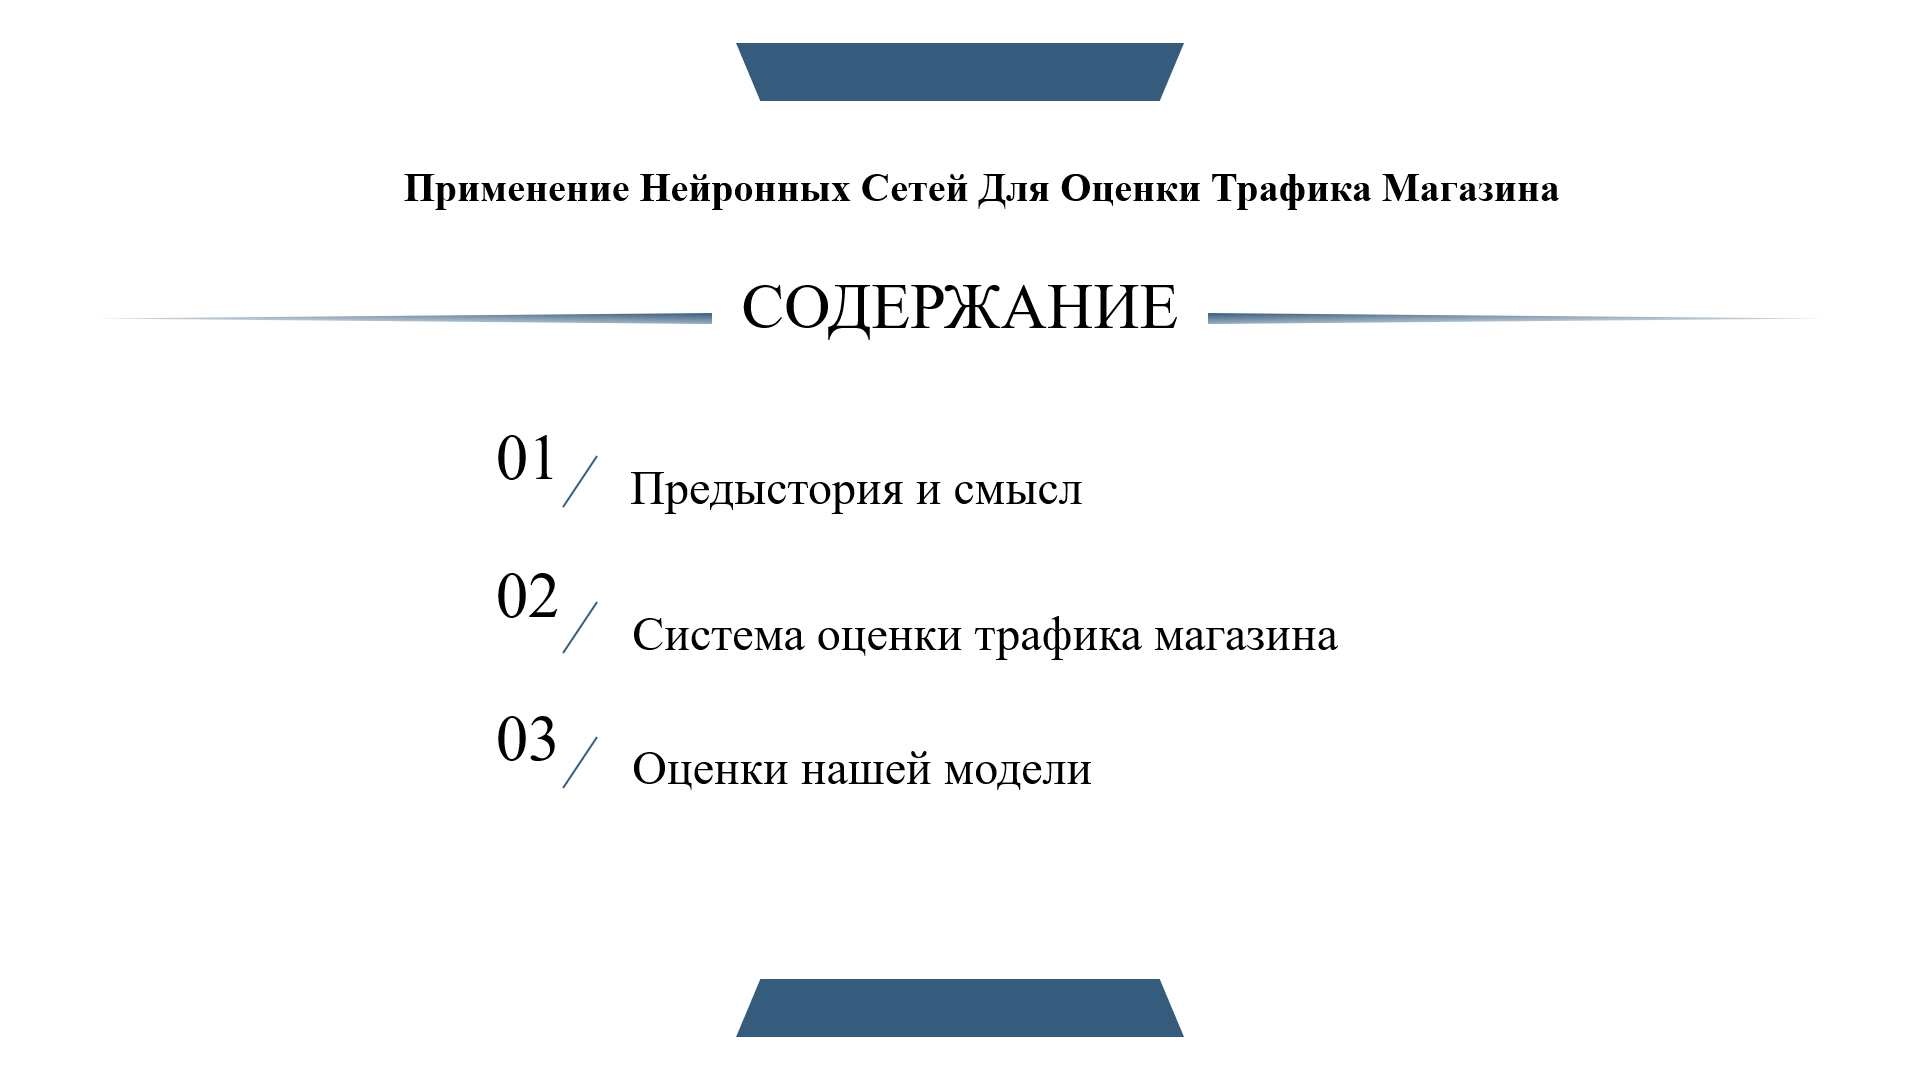 Применение Нейронных Сетей Для Оценки Трафика Магазина
СОДЕРЖАНИЕ
01 Предыстория и смысл
02 Система оценки трафика магазина
03 Оценки нашей модели